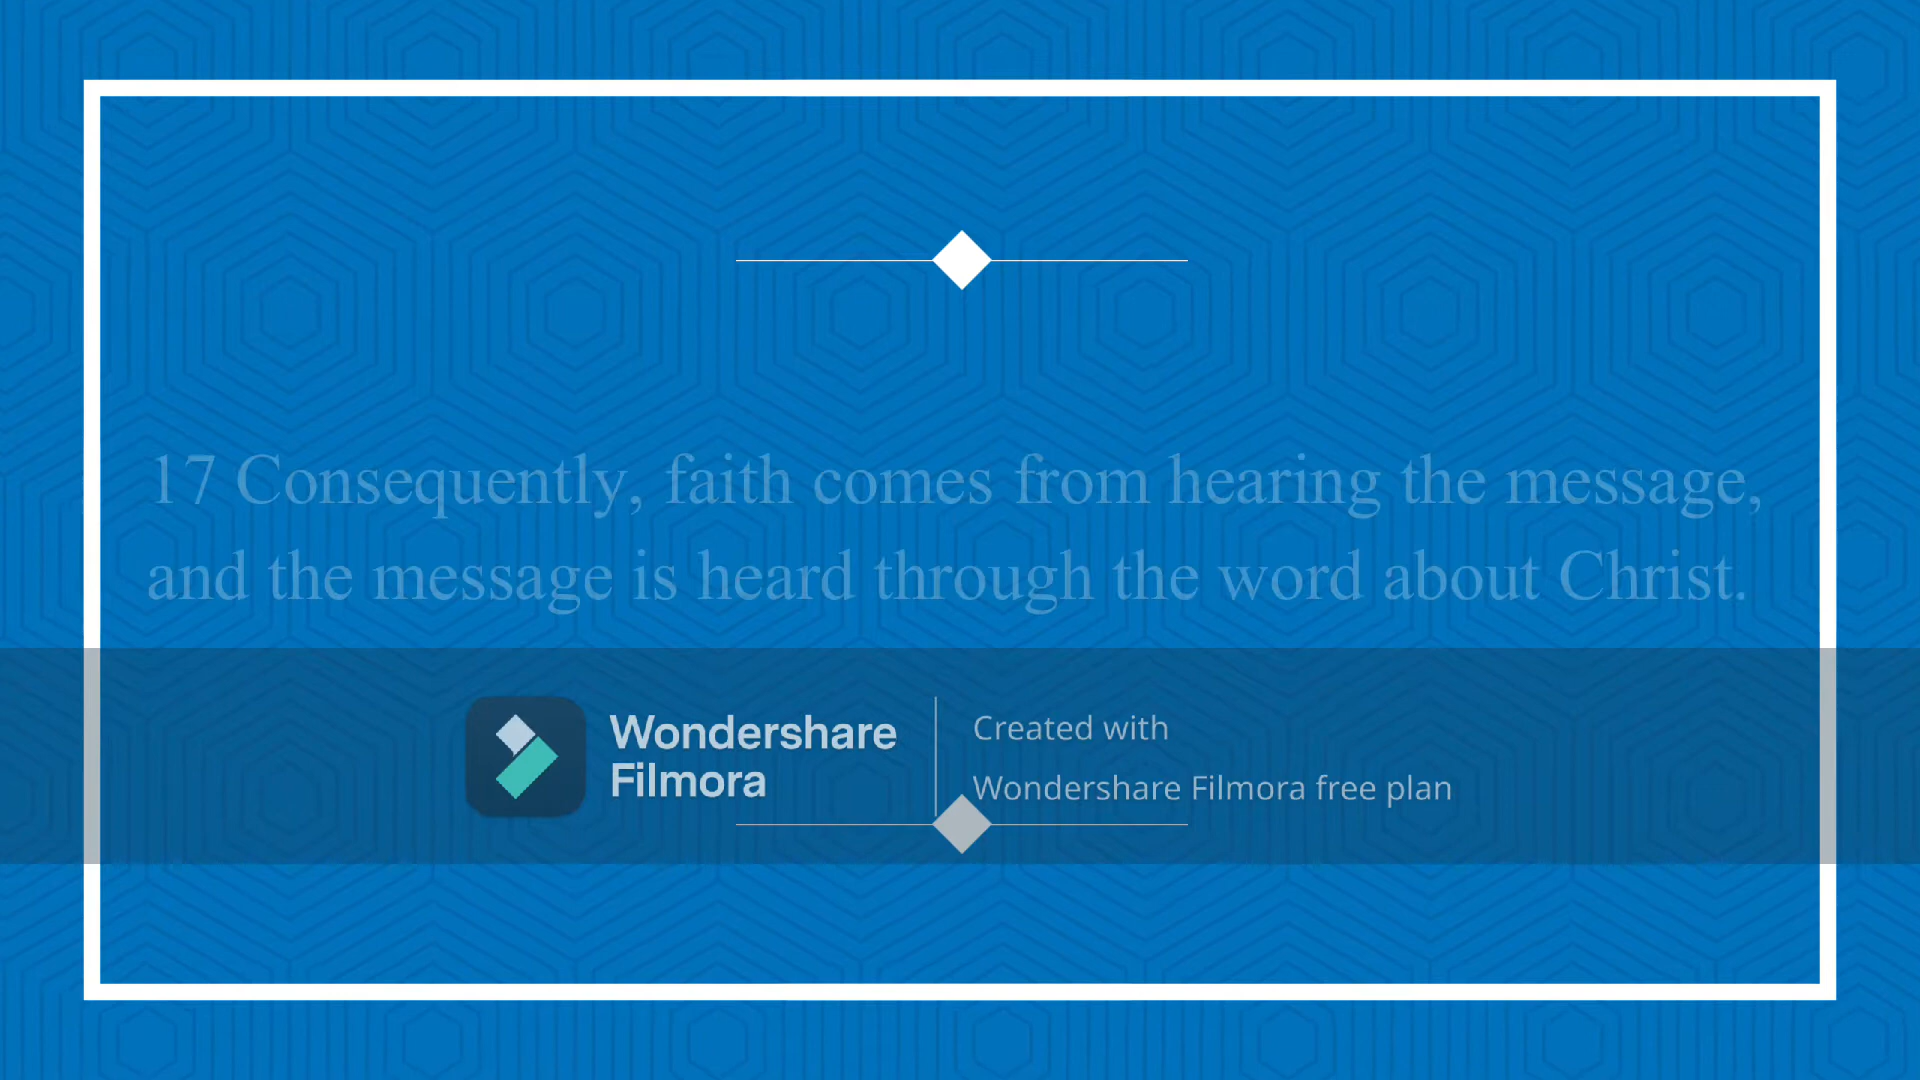 17 Consequently, faith comes from hearing the message,
and the message is heard through the word about Christ.
Wondershare
Filmora
Created with
Wondershare Filmora free plan